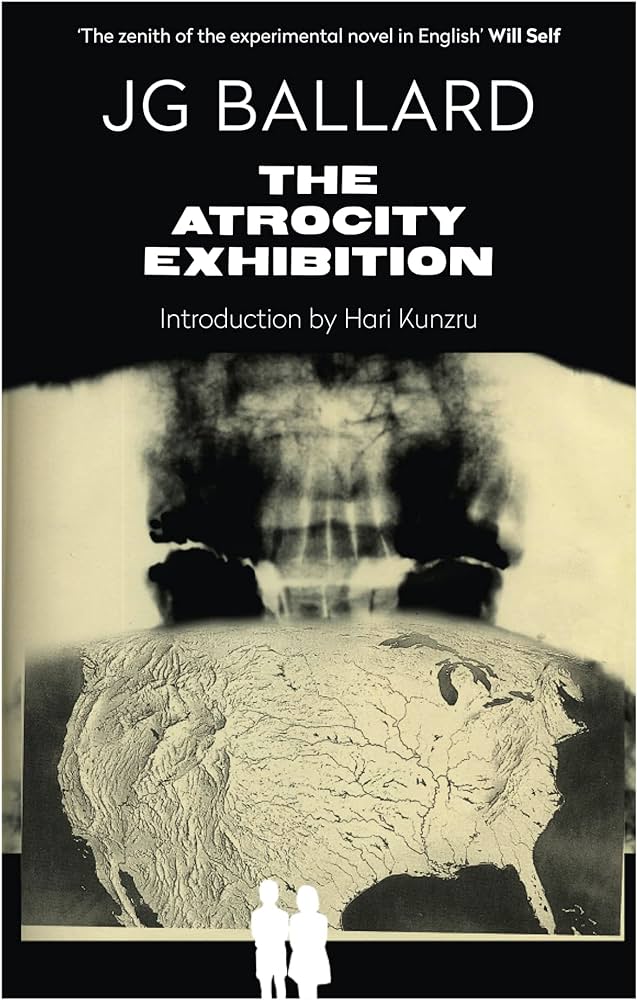 ‘The zenith of the experimental novel in English’ Will Self
JG BALLARD
THE
ATROCITY
EXHIBITION
Introduction by Hari Kunzru